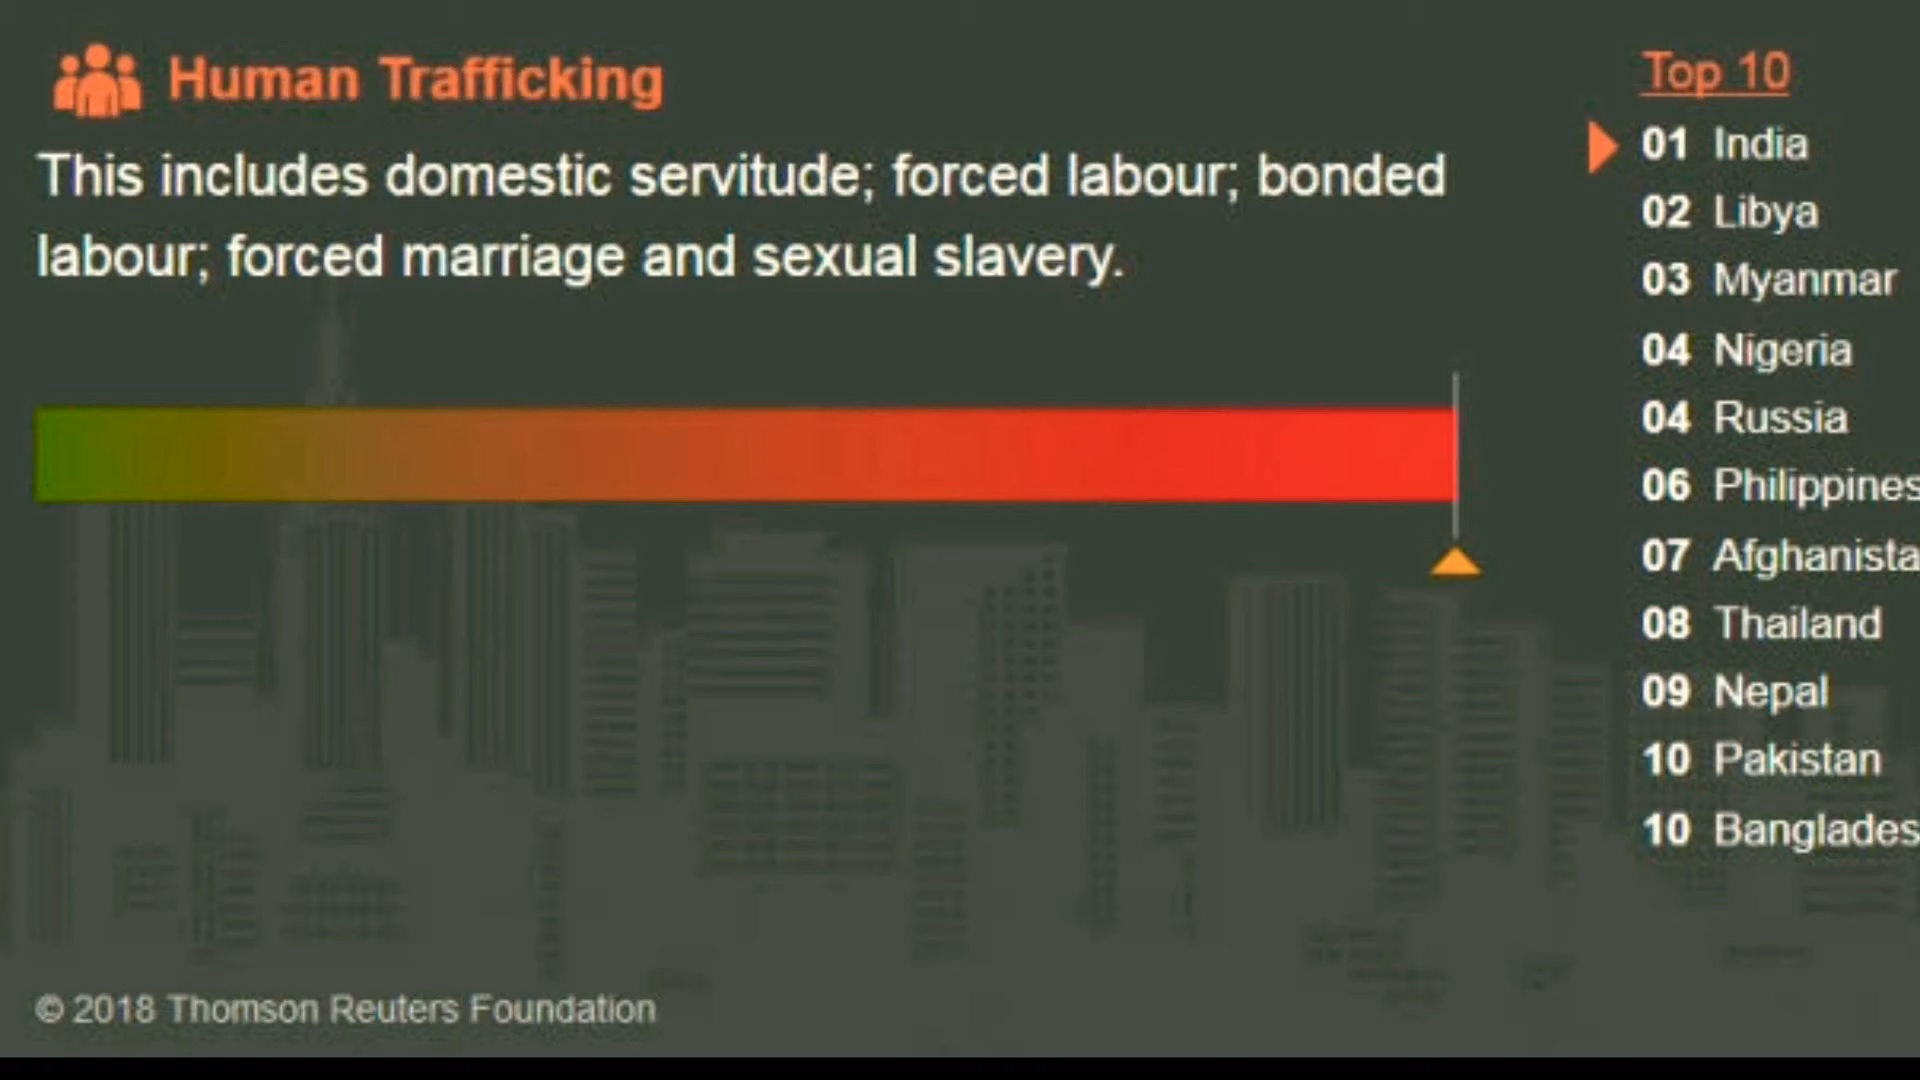 Human Trafficking
This includes domestic servitude; forced labour; bonded
labour; forced marriage and sexual slavery.
Top 10
01 India
02 Libya
03 Myanmar
04 Nigeria
04 Russia
06 Philippines
07 Afghanista
08 Thailand
09 Nepal
10 Pakistan
10 Banglades
© 2018 Thomson Reuters Foundation